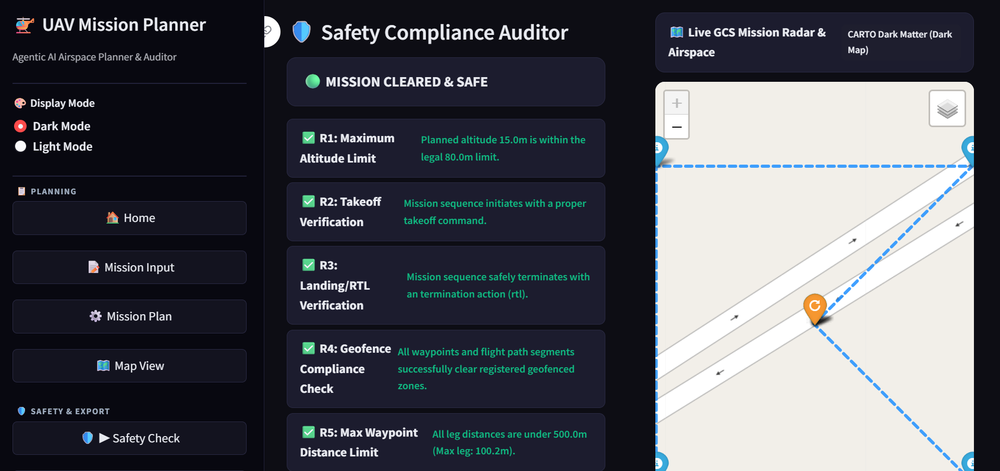 UAV Mission Planner
Agentic AI Airspace Planner & Auditor
Display Mode
Dark Mode
Light Mode
PLANNING
Home
Mission Input
Mission Plan
Map View
SAFETY & EXPORT
Safety Check
Safety Compliance Auditor
MISSION CLEARED & SAFE
R1: Maximum
Altitude Limit
Planned altitude 15.0m is within the
legal 80.0m limit.
R2: Takeoff
Verification
Mission sequence initiates with a proper
takeoff command.
R3:
Landing/RTL
Verification
Mission sequence safely terminates with
an termination action (rtl).
R4: Geofence
Compliance
Check
All waypoints and flight path segments
successfully clear registered geofenced
zones.
R5: Max Waypoint
Distance Limit
All leg distances are under 500.0m
(Max leg: 100.2m).
Live GCS Mission Radar &
Airspace
CARTO Dark Matter (Dark
Map)